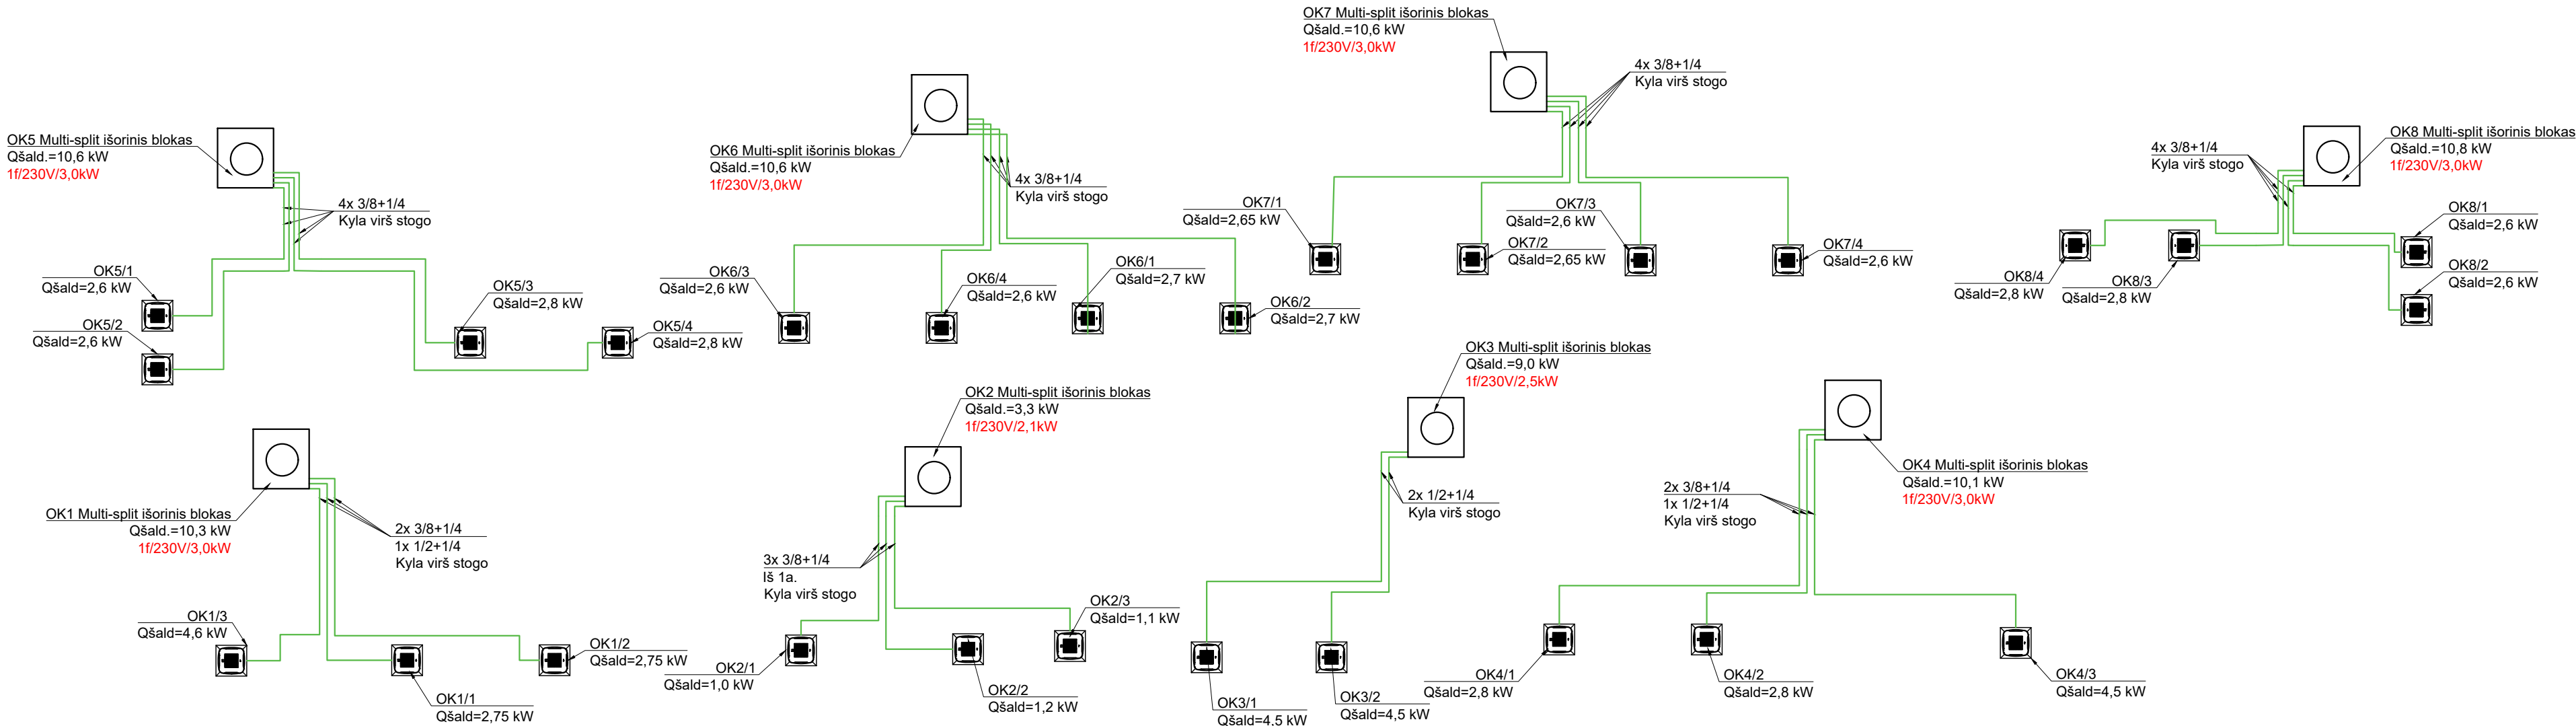 OK5 Multi-split išorinis blokas
Qšald.=10,6 kW
1f/230V/3,0kW
4x 3/8+1/4
Kyla virš stogo
OK5/1
Qšald=2,6 kW
OK5/2
Qšald=2,6 kW
OK5/3
Qšald=2,8 kW
OK5/4
Qšald=2,8 kW
OK6 Multi-split išorinis blokas
Qšald.=10,6 kW
1f/230V/3,0kW
4x 3/8+1/4
Kyla virš stogo
OK6/3
Qšald=2,6 kW
OK6/4
Qšald=2,6 kW
OK6/1
Qšald=2,7 kW
OK6/2
Qšald=2,7 kW
OK7 Multi-split išorinis blokas
Qšald.=10,6 kW
1f/230V/3,0kW
4x 3/8+1/4
Kyla virš stogo
OK7/1
Qšald=2,65 kW
OK7/2
Qšald=2,65 kW
OK7/3
Qšald=2,6 kW
OK7/4
Qšald=2,6 kW
OK8 Multi-split išorinis blokas
Qšald.=10,8 kW
1f/230V/3,0kW
4x 3/8+1/4
Kyla virš stogo
OK8/1
Qšald=2,6 kW
OK8/2
Qšald=2,6 kW
OK8/4
Qšald=2,8 kW
OK8/3
Qšald=2,8 kW
OK1 Multi-split išorinis blokas
Qšald.=10,3 kW
1f/230V/3,0kW
2x 3/8+1/4
1x 1/2+1/4
Kyla virš stogo
OK1/3
Qšald=4,6 kW
OK1/1
Qšald=2,75 kW
OK1/2
Qšald=2,75 kW
OK2 Multi-split išorinis blokas
Qšald.=3,3 kW
1f/230V/2,1kW
3x 3/8+1/4
Iš 1a.
Kyla virš stogo
OK2/1
Qšald=1,0 kW
OK2/2
Qšald=1,2 kW
OK2/3
Qšald=1,1 kW
OK3 Multi-split išorinis blokas
Qšald.=9,0 kW
1f/230V/2,5kW
2x 1/2+1/4
Kyla virš stogo
OK3/1
Qšald=4,5 kW
OK3/2
Qšald=4,5 kW
OK4 Multi-split išorinis blokas
Qšald.=10,1 kW
1f/230V/3,0kW
2x 3/8+1/4
1x 1/2+1/4
Kyla virš stogo
OK4/1
Qšald=2,8 kW
OK4/2
Qšald=2,8 kW
OK4/3
Qšald=4,5 kW